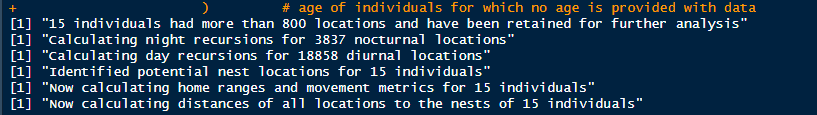 + ) # age of individuals for which no age is provided with data
[1] "15 individuals had more than 800 locations and have been retained for further analysis"
[1] "Calculating night recursions for 3837 nocturnal locations"
[1] "Calculating day recursions for 18858 diurnal locations"
[1] "Identified potential nest locations for 15 individuals"
[1] "Now calculating home ranges and movement metrics for 15 individuals"
[1] "Now calculating distances of all locations to the nests of 15 individuals"